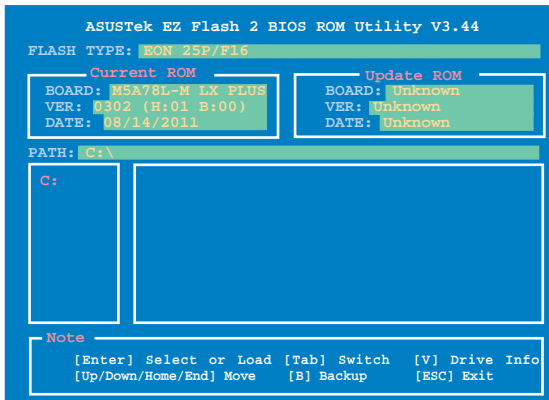 ASUSTek EZ Flash 2 BIOS ROM Utility V3.44
FLASH TYPE: EON 25P/F16
Current ROM
BOARD: M5A78L-M LX PLUS
VER: 0302 (H:01 B:00)
DATE: 08/14/2011
Update ROM
BOARD: Unknown
VER: Unknown
DATE: Unknown
PATH: C:\
C:
Note
[Enter] Select or Load [Tab] Switch [V] Drive Info
[Up/Down/Home/End] Move [B] Backup [ESC] Exit